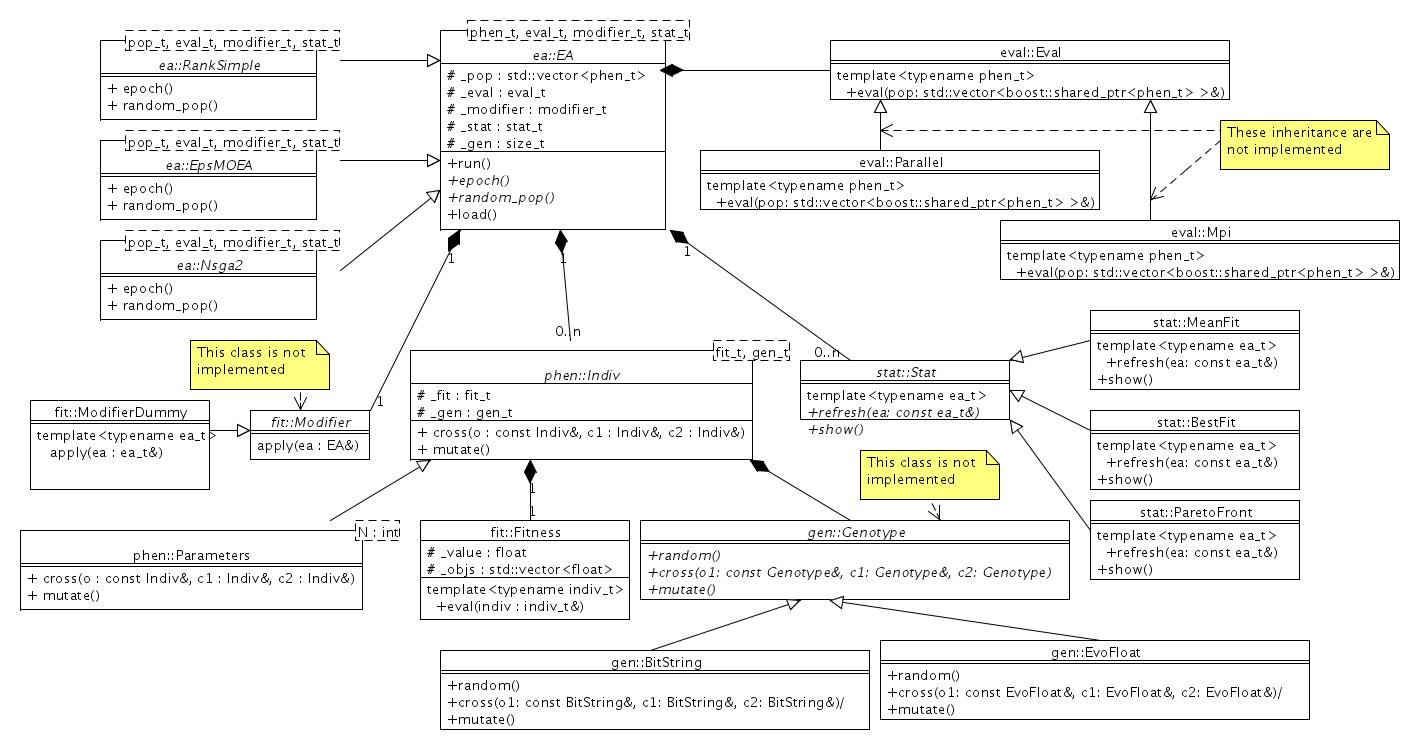 pop_t, eval_t, modifier_t, stat_t
ea::RankSimple
+ epoch()
+ random_pop()
pop_t, eval_t, modifier_t, stat_t
ea::EpsMOEA
+ epoch()
+ random_pop()
pop_t, eval_t, modifier_t, stat_t
ea::Nsga2
+ epoch()
+ random_pop()
phen_t, eval_t, modifier_t, stat_t
ea::EA
# _pop : std::vector<phen_t>
# _eval : eval_t
# _modifier : modifier_t
# _stat : stat_t
# _gen : size_t
+run()
+epoch()
+random_pop()
+load()
eval::Eval
template<typename phen_t>
+eval(pop: std::vector<boost::shared_ptr<phen_t> >&)
These inheritance are
not implemented
eval::Parallel
template<typename phen_t>
+eval(pop: std::vector<boost::shared_ptr<phen_t> >&)
eval::Mpi
template<typename phen_t>
+eval(pop: std::vector<boost::shared_ptr<phen_t> >&)
1
1
1
0..n
0..n
1
This class is not
implemented
fit::ModifierDummy
template<typename ea_t>
apply(ea : ea_t&)
fit::Modifier
apply(ea : EA&)
fit_t, gen_t
phen::Indiv
# _fit : fit_t
# _gen : gen_t
+ cross(o : const Indiv&, c1 : Indiv&, c2 : Indiv&)
+ mutate()
stat::Stat
template<typename ea_t>
+refresh(ea: const ea_t&)
+show()
stat::MeanFit
template<typename ea_t>
+refresh(ea: const ea_t&)
+show()
stat::BestFit
template<typename ea_t>
+refresh(ea: const ea_t&)
+show()
stat::ParetoFront
template<typename ea_t>
+refresh(ea: const ea_t&)
+show()
This class is not
implemented
1
1
N : int
phen::Parameters
+ cross(o : const Indiv&, c1 : Indiv&, c2 : Indiv&)
+ mutate()
fit::Fitness
# _value : float
# _objs : std::vector<float>
template<typename indiv_t>
+eval(indiv : indiv_t&)
gen::Genotype
+random()
+cross(o1: const Genotype&, c1: Genotype&, c2: Genotype)
+mutate()
gen::BitString
+random()
+cross(o1: const BitString&, c1: BitString&, c2: BitString&)/
+mutate()
gen::EvoFloat
+random()
+cross(o1: const EvoFloat&, c1: EvoFloat&, c2: EvoFloat&)/
+mutate()